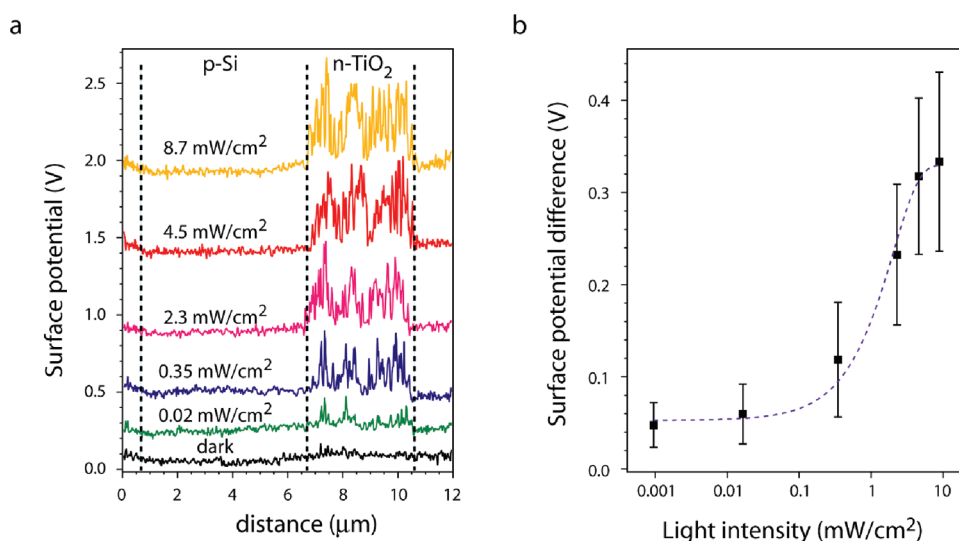 a
p-Si
n-TiO2
8.7 mW/cm2
4.5 mW/cm2
2.3 mW/cm2
0.35 mW/cm2
0.02 mW/cm2
dark
Surface potential (V)
2.5
2.0
1.5
1.0
0.5
0.0
0
2
4
6
8
10
12
distance (μm)
b
Surface potential difference (V)
0.4
0.3
0.2
0.1
0.0
0.001
0.01
0.1
1
10
Light intensity (mW/cm2)